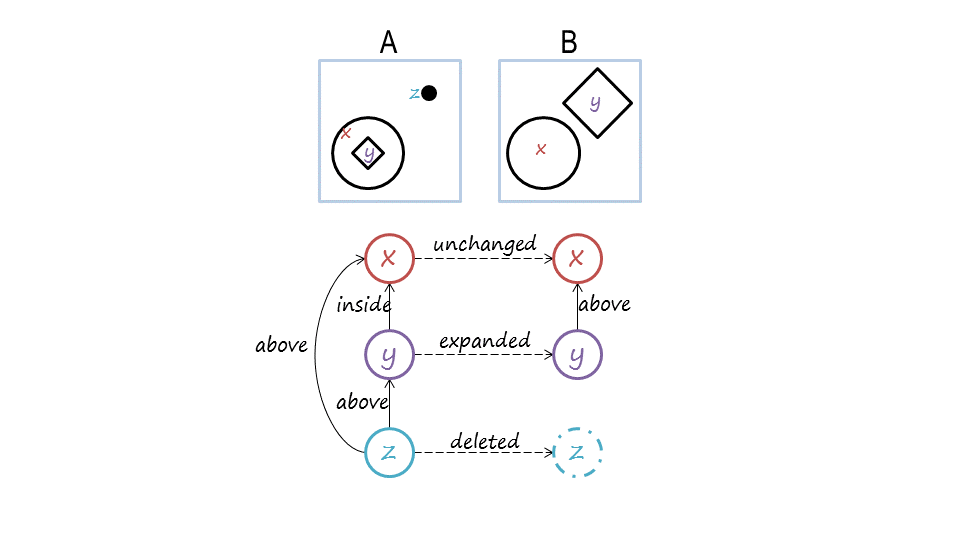 A
B
z
x
y
y
x
x
unchanged
x
inside
above
above
y
expanded
y
above
z
deleted
z